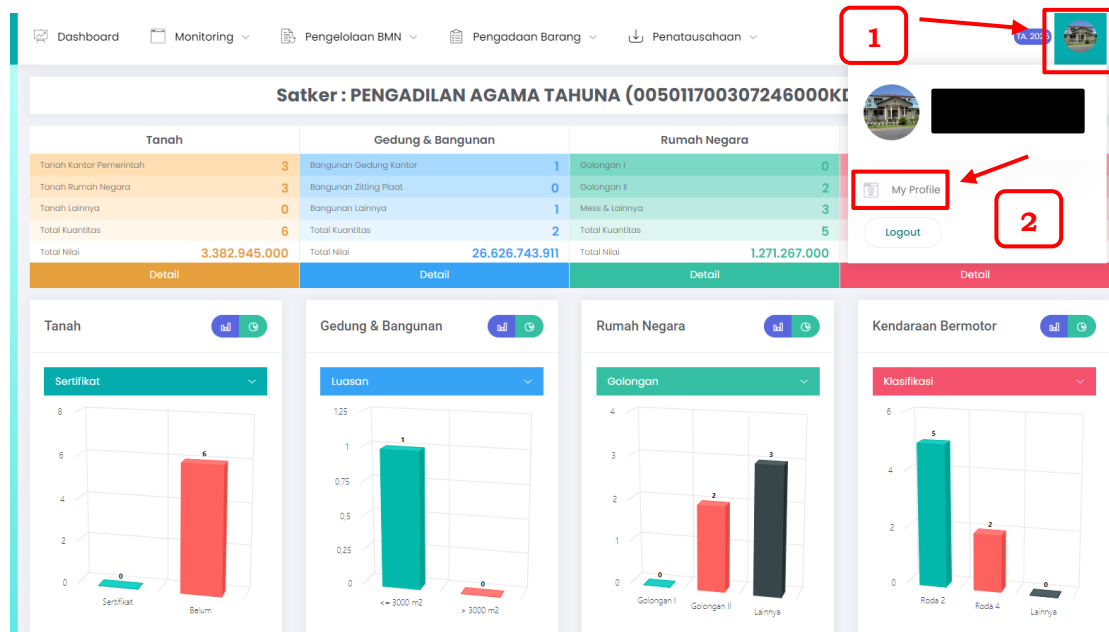 Dashboard
Monitoring
Pengelolaan BMN
Pengadaan Barang
Penatausahaan
1
Satker : PENGADILAN AGAMA TAHUNA (005011700307246000KD
Tanah
Tanah Kantor Pemerintah 3
Tanah Rumah Negara 3
Tanah Lainnya 0
Total Kuantitas 6
Total Nilai 3.382.945.000
Detail
Gedung & Bangunan
Bangunan Gedung Kantor 1
Bangunan Zitting Plaat 0
Bangunan Lainnya 1
Total Kuantitas 2
Total Nilai 26.626.743.911
Detail
Rumah Negara
Golongan I 0
Golongan II 2
Mess & Lainnya 3
Total Kuantitas 5
Total Nilai 1.271.267.000
Detail
My Profile
2
Logout
Detail
Tanah
Sertifikat
8
6
4
2
0
0
6
Sertifikat
Belum
Gedung & Bangunan
Luasan
1,25
1
0,75
0,5
0,25
0
1
0
<= 3000 m2
> 3000 m2
Rumah Negara
Golongan
4
3
2
1
0
0
2
3
Golongan I
Golongan II
Lainnya
Kendaraan Bermotor
Klasifikasi
6
4
2
0
5
2
0
Roda 2
Roda 4
Lainnya